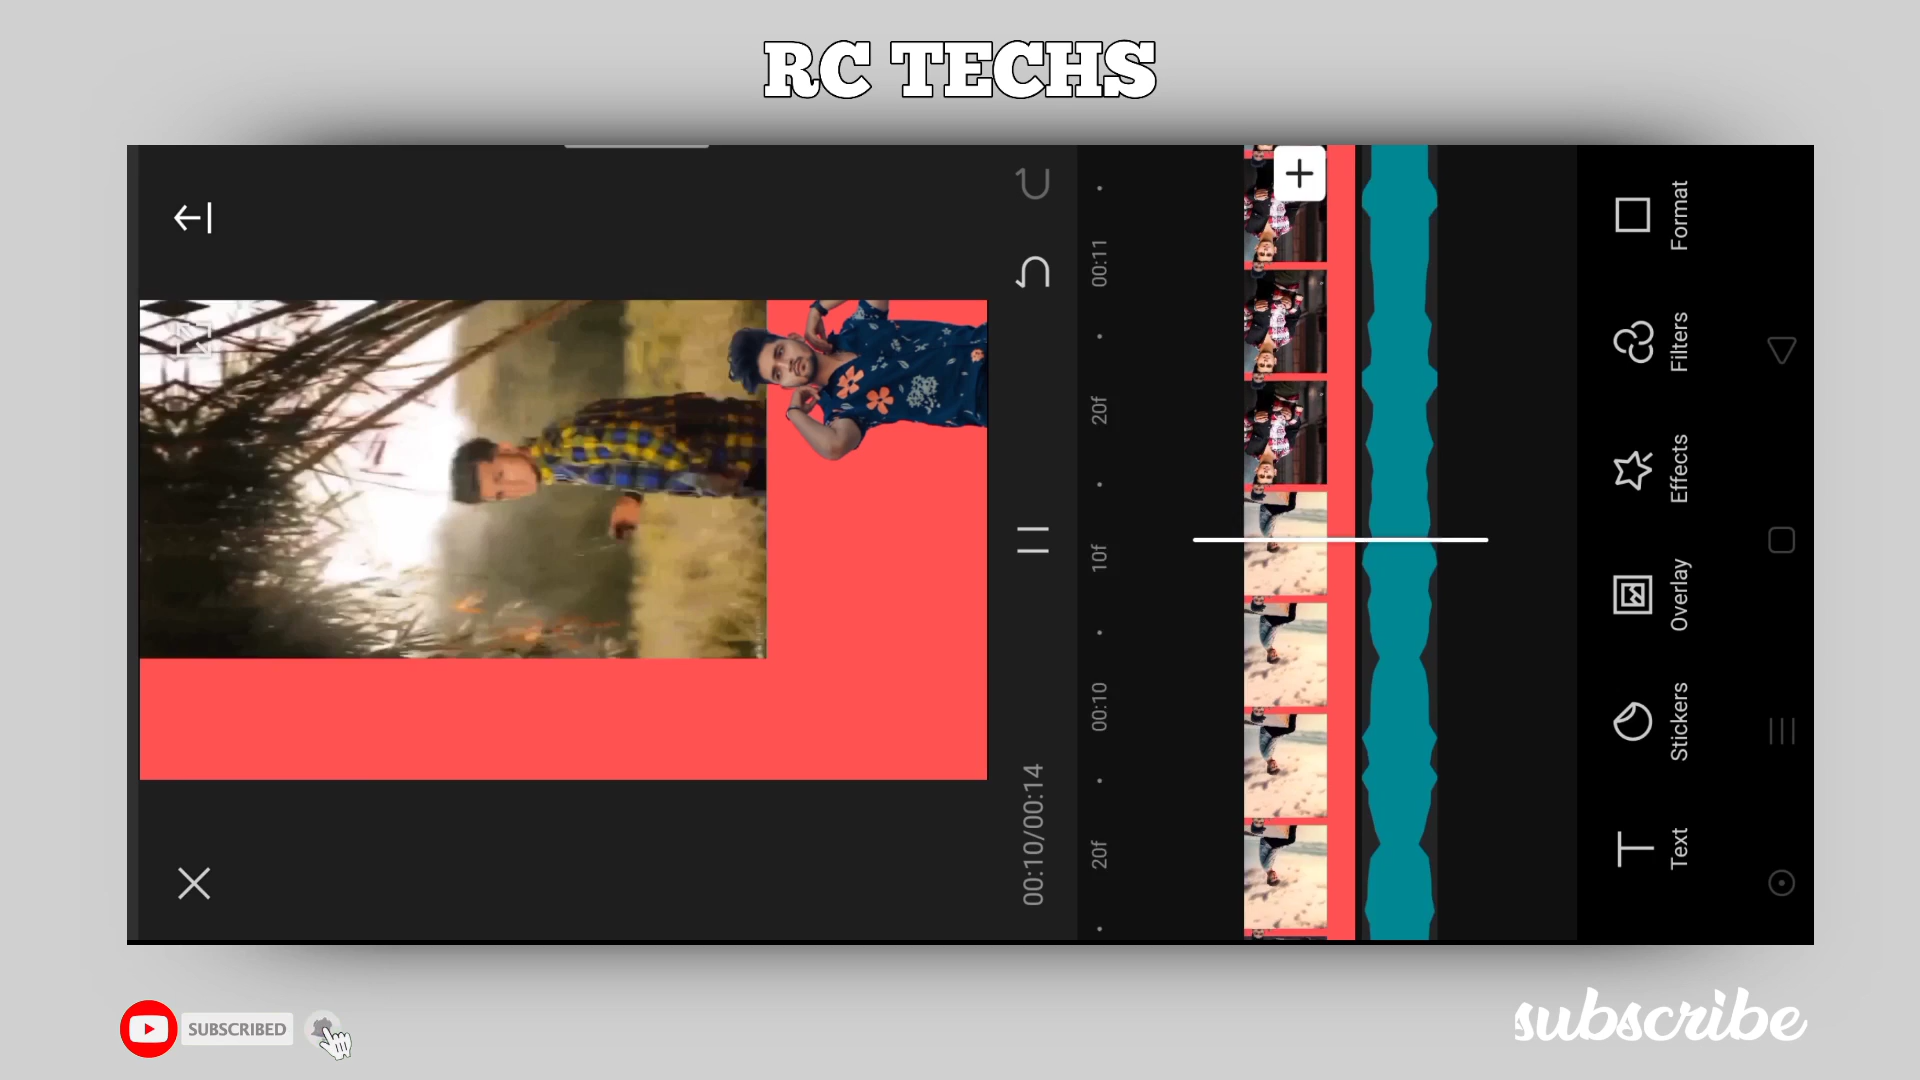 RC TECHS
00:10/00:14
20f
00:10
10f
20f
00:11
Text
Stickers
Overlay
Effects
Filters
Format
SUBSCRIBED
subscribe